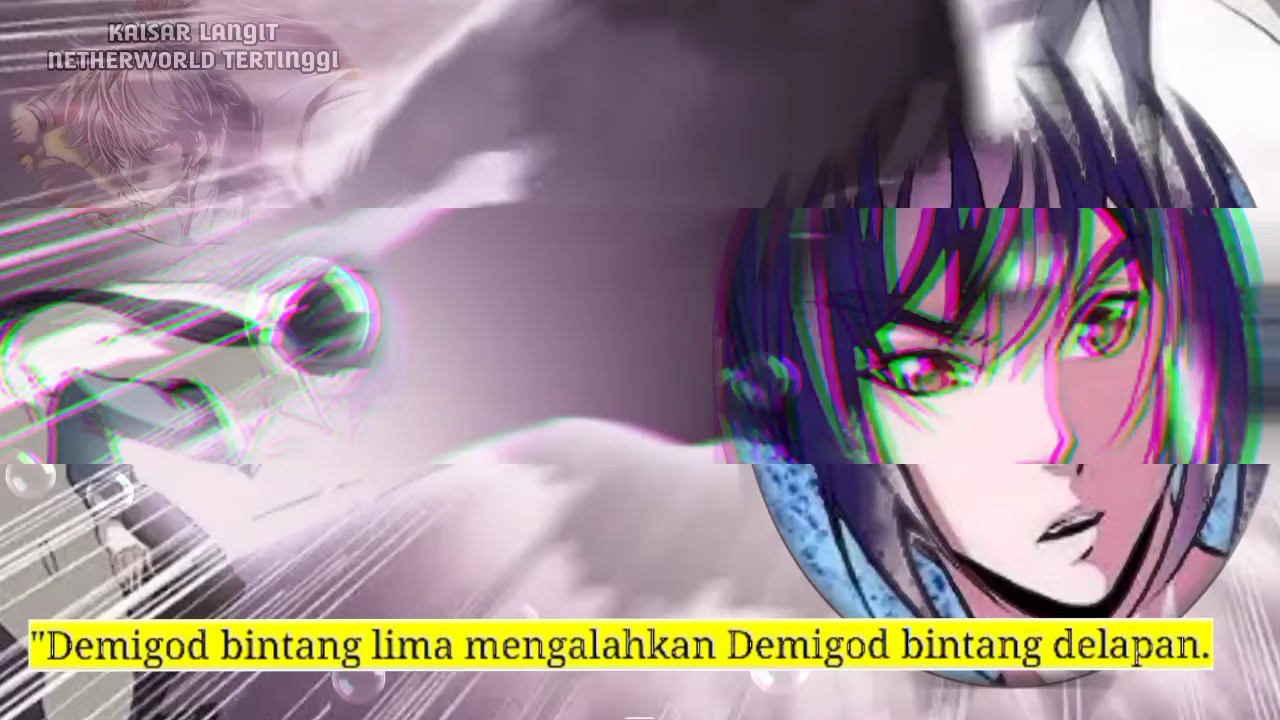 KAISAR LANGIT
NETHERWORLD TERTINGGI
"Demigod bintang lima mengalahkan Demigod bintang delapan.